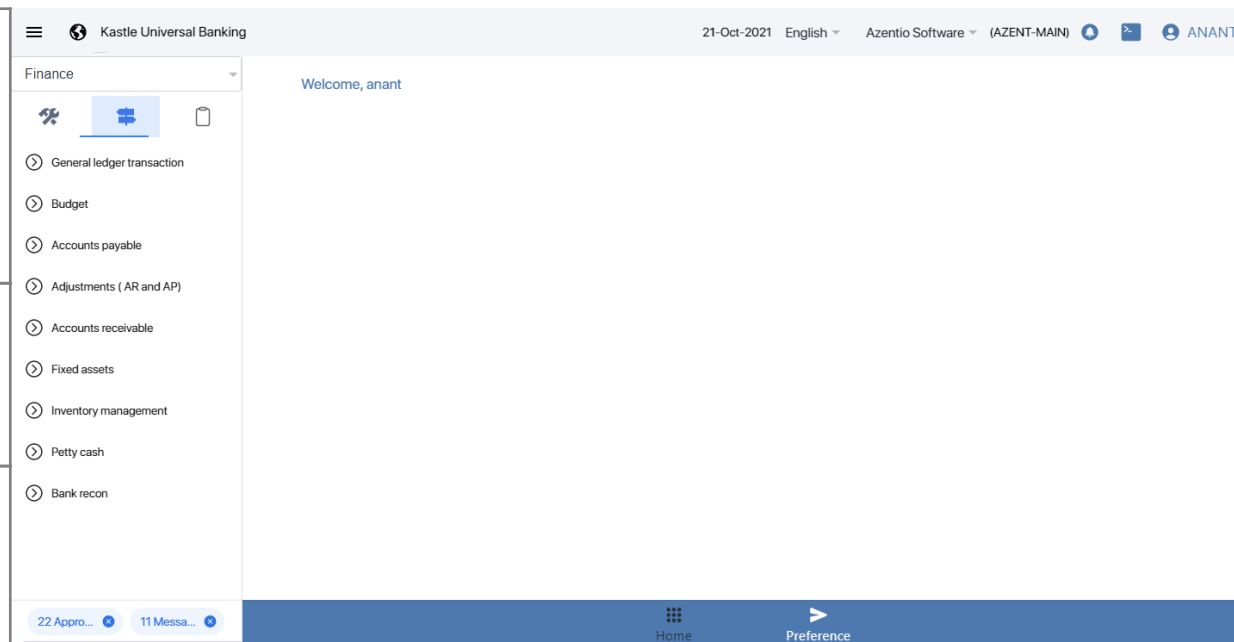 Kastle Universal Banking
21-Oct-2021 English Azentio Software (AZENT-MAIN) ANANT
Finance
Welcome, anant
General ledger transaction
Budget
Accounts payable
Adjustments ( AR and AP)
Accounts receivable
Fixed assets
Inventory management
Petty cash
Bank recon
22 Appro... 11 Messa...
Home Preference